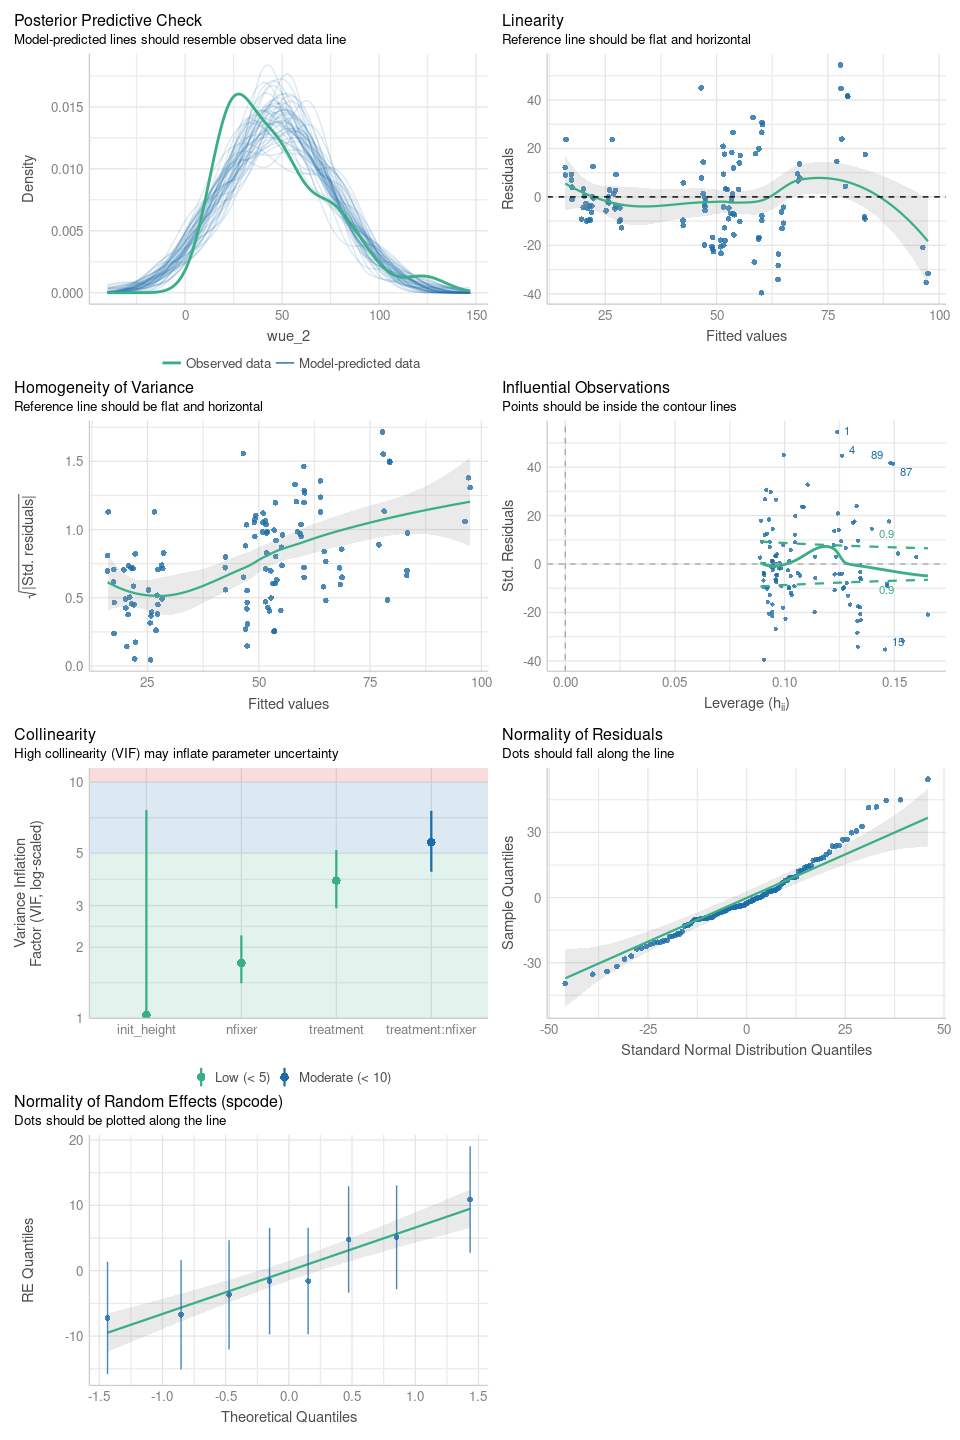 Posterior Predictive Check
Model-predicted lines should resemble observed data line
Density
0.015
0.010
0.005
0.000
0
50
100
150
wue_2
Observed data
Model-predicted data
Linearity
Reference line should be flat and horizontal
Residuals
40
20
0
-20
-40
25
50
75
100
Fitted values
Homogeneity of Variance
Reference line should be flat and horizontal
√|Std. residuals|
1.5
1.0
0.5
0.0
25
50
75
100
Fitted values
Influential Observations
Points should be inside the contour lines
Std. Residuals
40
20
0
-20
-40
1
4
89
87
0.9
0.9
15
0.00
0.05
0.10
0.15
Leverage (hii)
Collinearity
High collinearity (VIF) may inflate parameter uncertainty
Variance Inflation
Factor (VIF, log-scaled)
10
5
3
2
1
init_height
nfixer
treatment
treatment:nfixer
Low (< 5)
Moderate (< 10)
Normality of Residuals
Dots should fall along the line
Sample Quantiles
30
0
-30
-50
-25
0
25
50
Standard Normal Distribution Quantiles
Normality of Random Effects (spcode)
Dots should be plotted along the line
RE Quantiles
20
10
0
-10
-1.5
-1.0
-0.5
0.0
0.5
1.0
1.5
Theoretical Quantiles